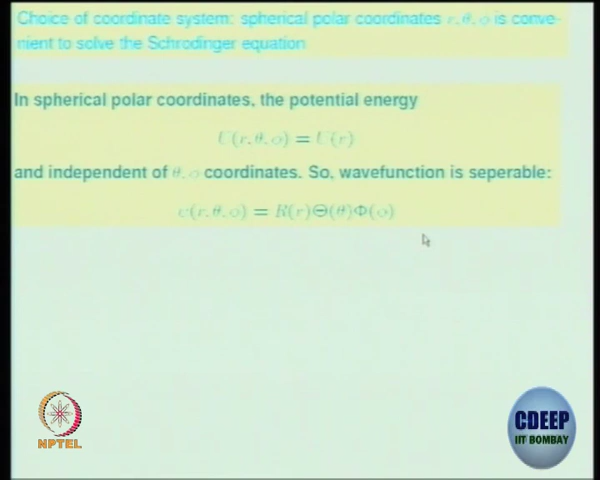 Choice of coordinate system: spherical polar coordinates r, θ, φ is conve-
nient to solve the Schrodinger equation
In spherical polar coordinates, the potential energy
U(r, θ, φ) = U(r)
and independent of θ, φ coordinates. So, wavefunction is seperable:
ψ(r, θ, φ) = R(r)Θ(θ)Φ(φ)
NPTEL
CDEEP
IIT BOMBAY